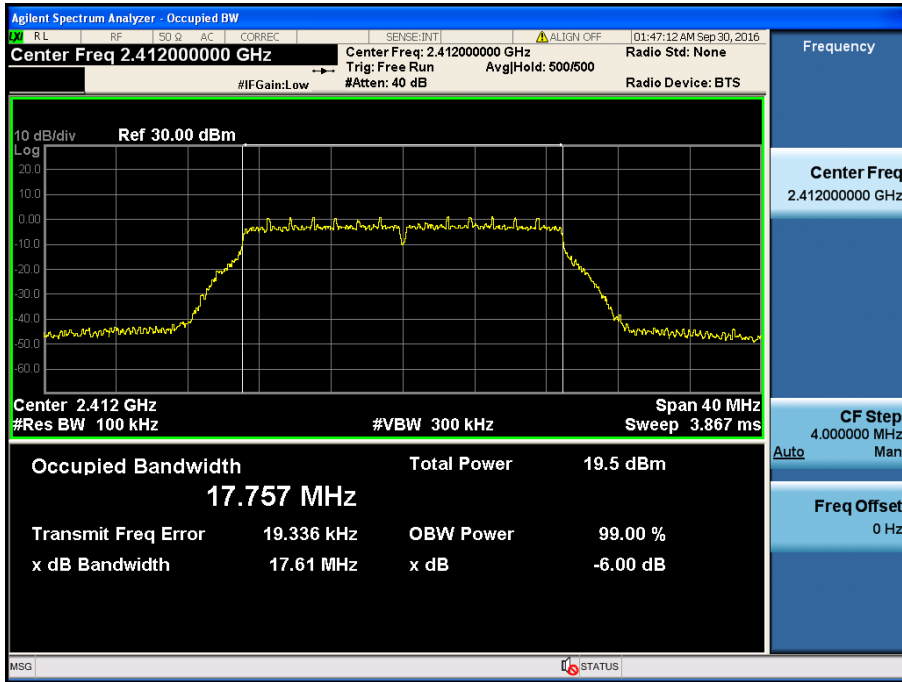 Agilent Spectrum Analyzer - Occupied BW
LXI RL RF 50 Ω AC CORREC SENSE:INT ALIGN OFF 01:47:12 AM Sep 30, 2016
Center Freq 2.412000000 GHz
Center Freq: 2.412000000 GHz
Radio Std: None
Trig: Free Run Avg|Hold: 500/500
#IFGain:Low
#Atten: 40 dB
Radio Device: BTS
10 dB/div Ref 30.00 dBm
Log
20.0
10.0
0.00
-10.0
-20.0
-30.0
-40.0
-50.0
-60.0
Center 2.412 GHz Span 40 MHz
#Res BW 100 kHz #VBW 300 kHz Sweep 3.867 ms
Occupied Bandwidth Total Power 19.5 dBm
17.757 MHz
Transmit Freq Error 19.336 kHz OBW Power 99.00 %
x dB Bandwidth 17.61 MHz x dB -6.00 dB
Frequency
Center Freq
2.412000000 GHz
CF Step
4.000000 MHz
Auto Man
Freq Offset
0 Hz
MSG STATUS